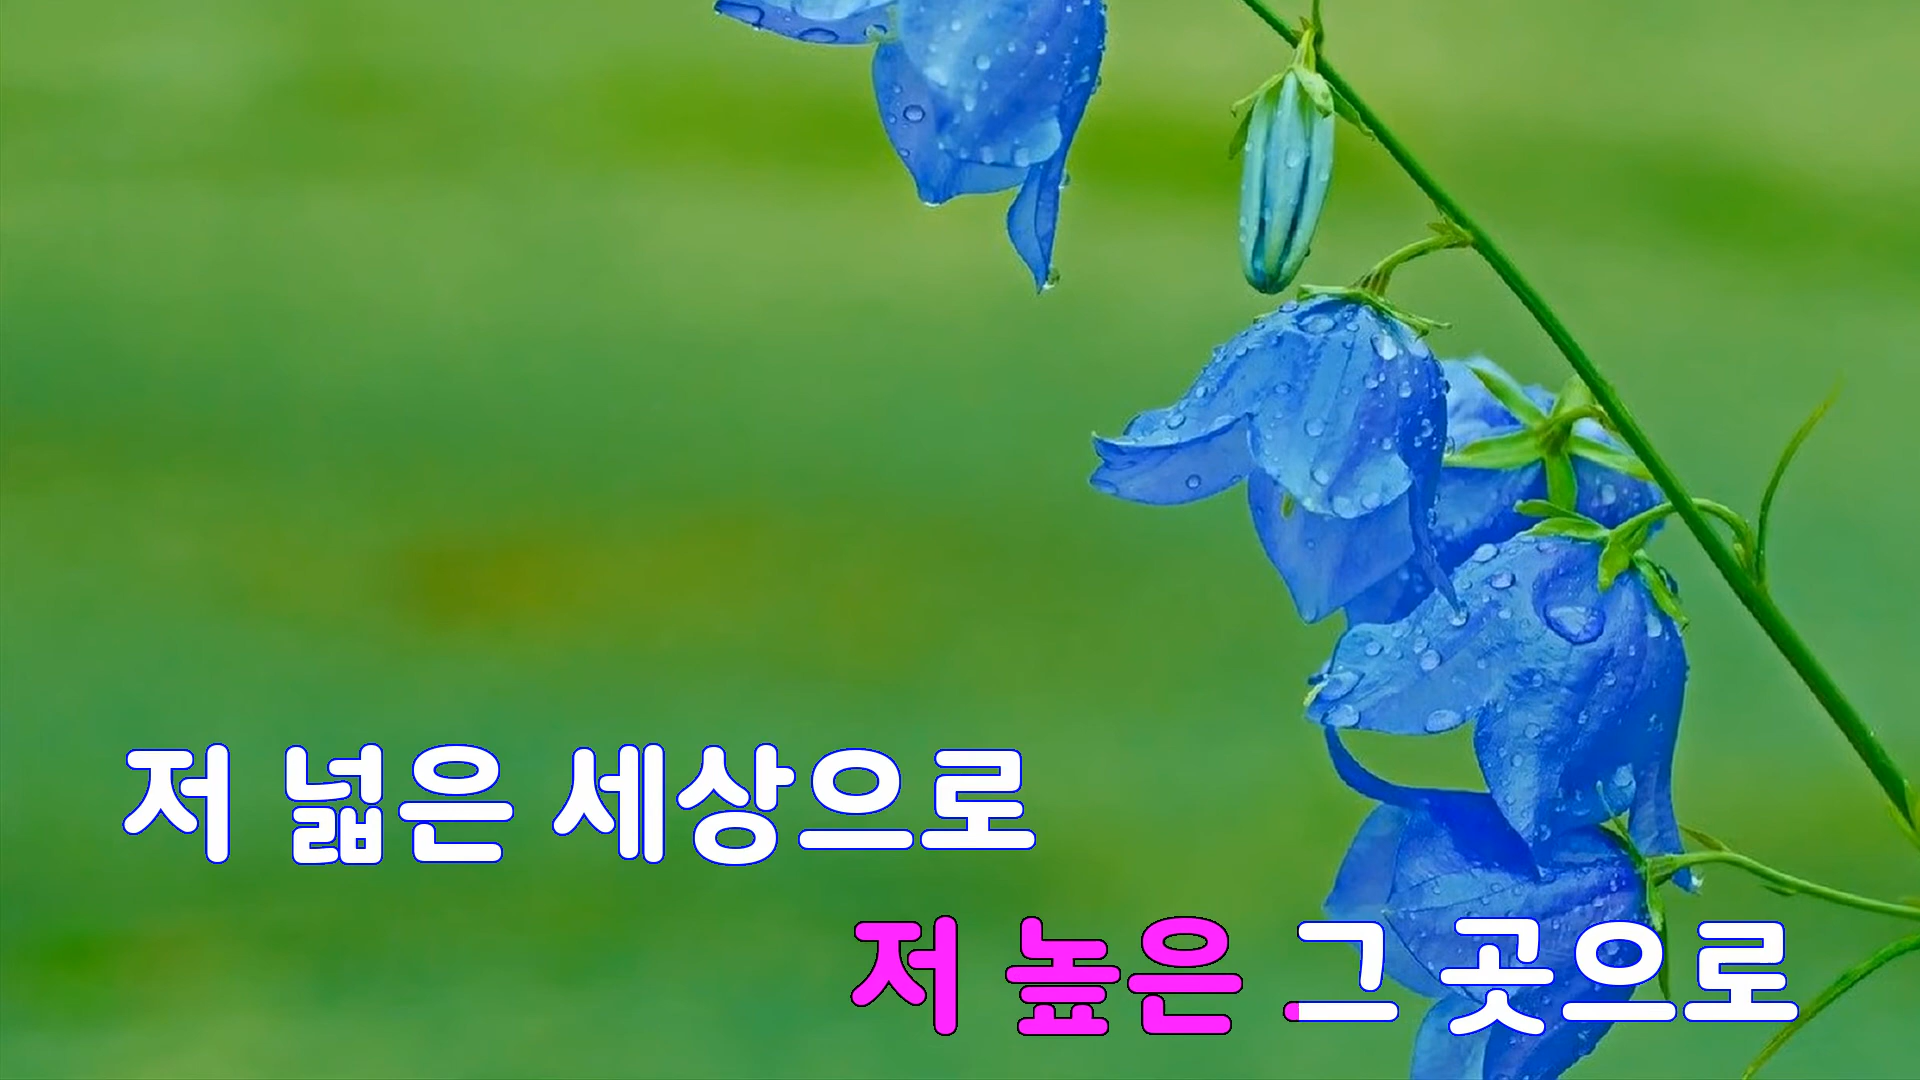 저 넓은 세상으로
저 높은 그 곳으로